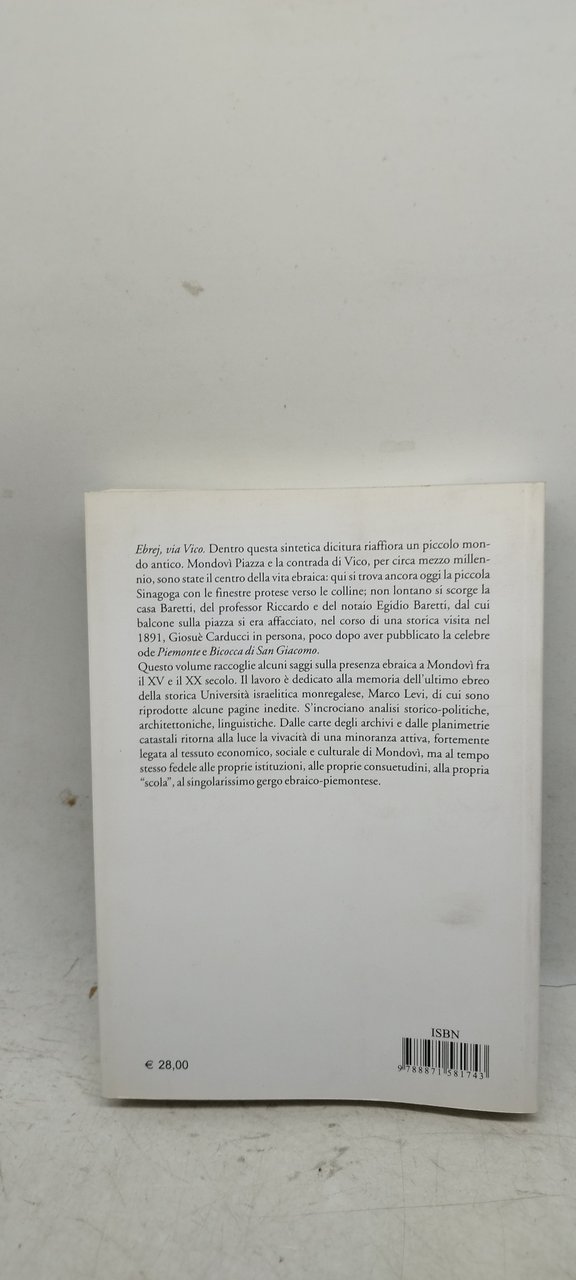 Ebrej, via Vico. Dentro questa sintetica dicitura riaffiora un piccolo mon-
do antico. Mondovì Piazza e la contrada di Vico, per circa mezzo millen-
nio, sono state il centro della vita ebraica: qui si trova ancora oggi la piccola
Sinagoga con le finestre protese verso le colline; non lontano si scorge la
casa Baretti, del professor Riccardo e del notaio Egidio Baretti, dal cui
balcone sulla piazza si era affacciato, nel corso di una storica visita nel
1891, Giosuè Carducci in persona, poco dopo aver pubblicato la celebre
ode Piemonte e Bicocca di San Giacomo.
Questo volume raccoglie alcuni saggi sulla presenza ebraica a Mondovì fra
il XV e il XX secolo. Il lavoro è dedicato alla memoria dell'ultimo ebreo
della storica Università israelitica monregalese, Marco Levi, di cui sono
riprodotte alcune pagine inedite. S'incrociano analisi storico-politiche,
architettoniche, linguistiche. Dalle carte degli archivi e dalle planimetrie
catastali ritorna alla luce la vivacità di una minoranza attiva, fortemente
legata al tessuto economico, sociale e culturale di Mondovì, ma al tempo
stesso fedele alle proprie istituzioni, alle proprie consuetudini, alla propria
"scola", al singolarissimo gergo ebraico-piemontese.
ISBN
€ 28,00
9 788871 581743